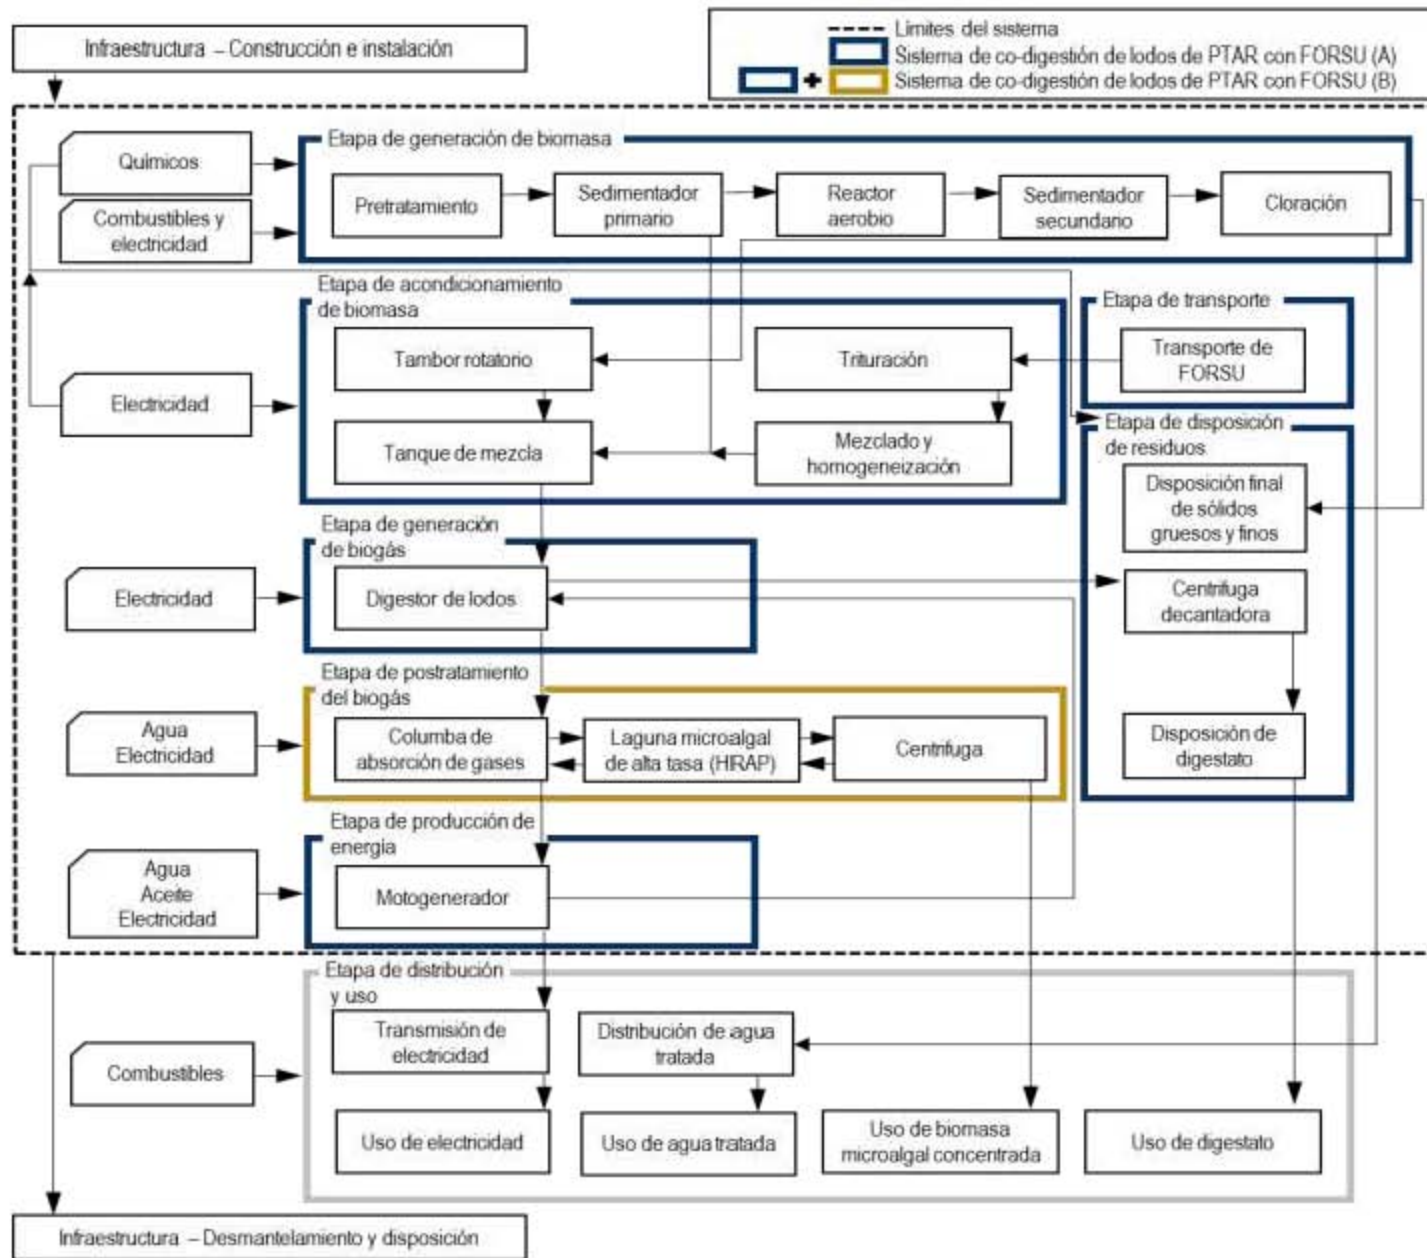 Infraestructura – Construcción e instalación
Límites del sistema
Sistema de co-digestión de lodos de PTAR con FORSU (A)
+
Sistema de co-digestión de lodos de PTAR con FORSU (B)
Etapa de generación de biomasa
Químicos
Combustibles y
electricidad
Pretratamiento
Sedimentador
primario
Reactor
aerobio
Sedimentador
secundario
Cloración
Etapa de acondicionamiento
de biomasa
Electricidad
Tambor rotatorio
Trituración
Tanque de mezcla
Mezclado y
homogeneización
Etapa de transporte
Transporte de
FORSU
Etapa de disposición
de residuos
Disposición final
de sólidos
gruesos y finos
Centrifuga
decantadora
Disposición de
digestato
Etapa de generación
de biogás
Electricidad
Digestor de lodos
Etapa de postratamiento
del biogás
Agua
Electricidad
Columba de
absorción de gases
Laguna microalgal
de alta tasa (HRAP)
Centrifuga
Etapa de producción de
energía
Agua
Aceite
Electricidad
Motogenerador
Etapa de distribución
y uso
Combustibles
Transmisión de
electricidad
Distribución de agua
tratada
Uso de electricidad
Uso de agua tratada
Uso de biomasa
microalgal concentrada
Uso de digestato
Infraestructura – Desmantelamiento y disposición